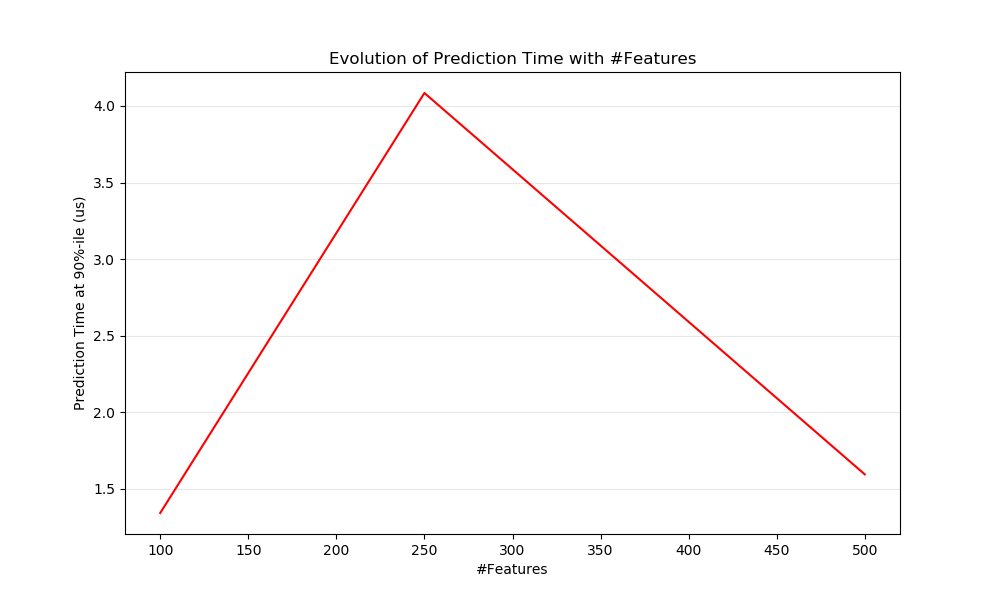 Evolution of Prediction Time with #Features
Prediction Time at 90%-ile (us)
4.0
3.5
3.0
2.5
2.0
1.5
100 150 200 250 300 350 400 450 500
#Features